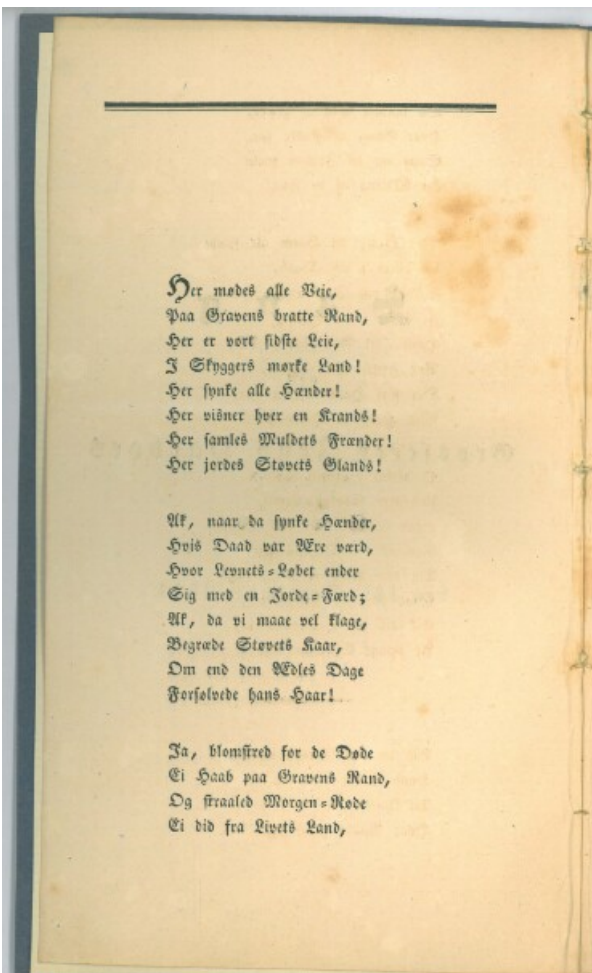 Her mødes alle Veie,
Paa Gravens bratte Rand,
Her er vort sidste Leie,
I Skyggers mørke Land!
Her synke alle Hænder!
Her visner hver en Krands!
Her samles Muldets Frænder!
Her jordes Støvets Glands!
Ak, naar da synke Hænder,
Hvis Daad var Ære værd,
Hvor Levnets-Løbet ender
Sig med en Jorde-Færd;
Ak, da vi maae vel klage,
Begræde Støvets Kaar,
Om end den Ædles Dage
Forsølvede hans Haar!
Ja, blomstred for de Døde
Ei Haab paa Gravens Rand,
Og straaled Morgen-Røde
Ei did fra Livets Land,